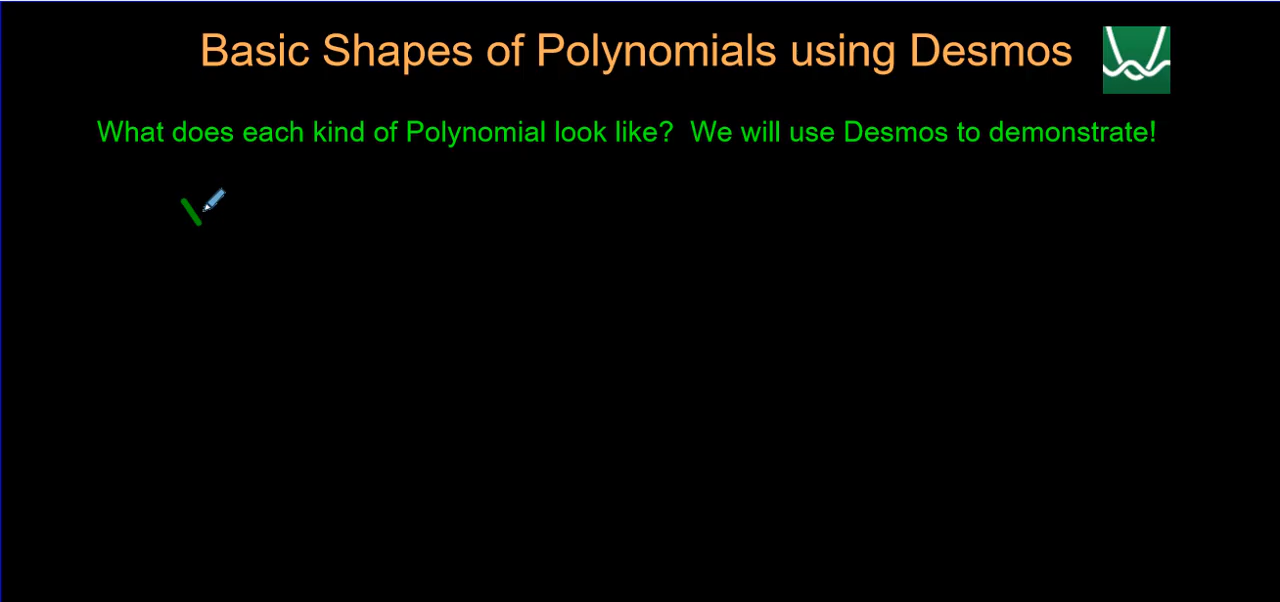 Basic Shapes of Polynomials using Desmos
What does each kind of Polynomial look like?  We will use Desmos to demonstrate!